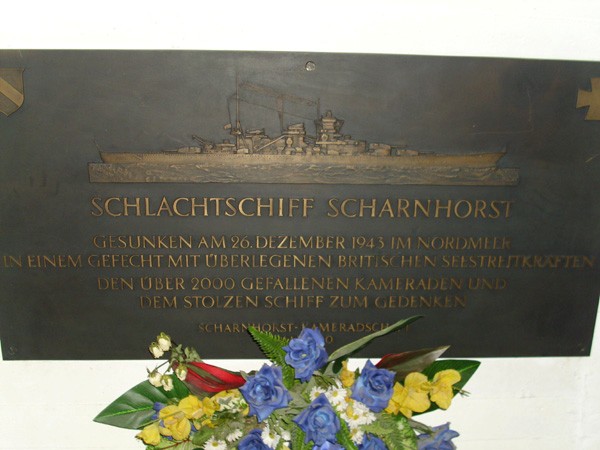 SCHLACHTSCHIFF SCHARNHORST
GESUNKEN AM 26. DEZEMBER 1943 IM NORDMEER
IN EINEM GEFECHT MIT ÜBERLEGENEN BRITISCHEN SEESTREITKRÄFTEN
DEN ÜBER 2000 GEFALLENEN KAMERADEN UND
DEM STOLZEN SCHIFF ZUM GEDENKEN
SCHARNHORST-KAMERADSCHAFT